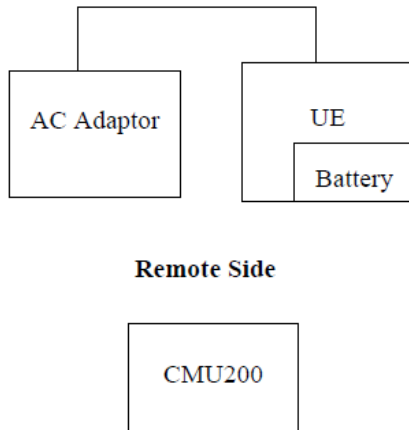 AC Adaptor
UE
Battery
Remote Side
CMU200